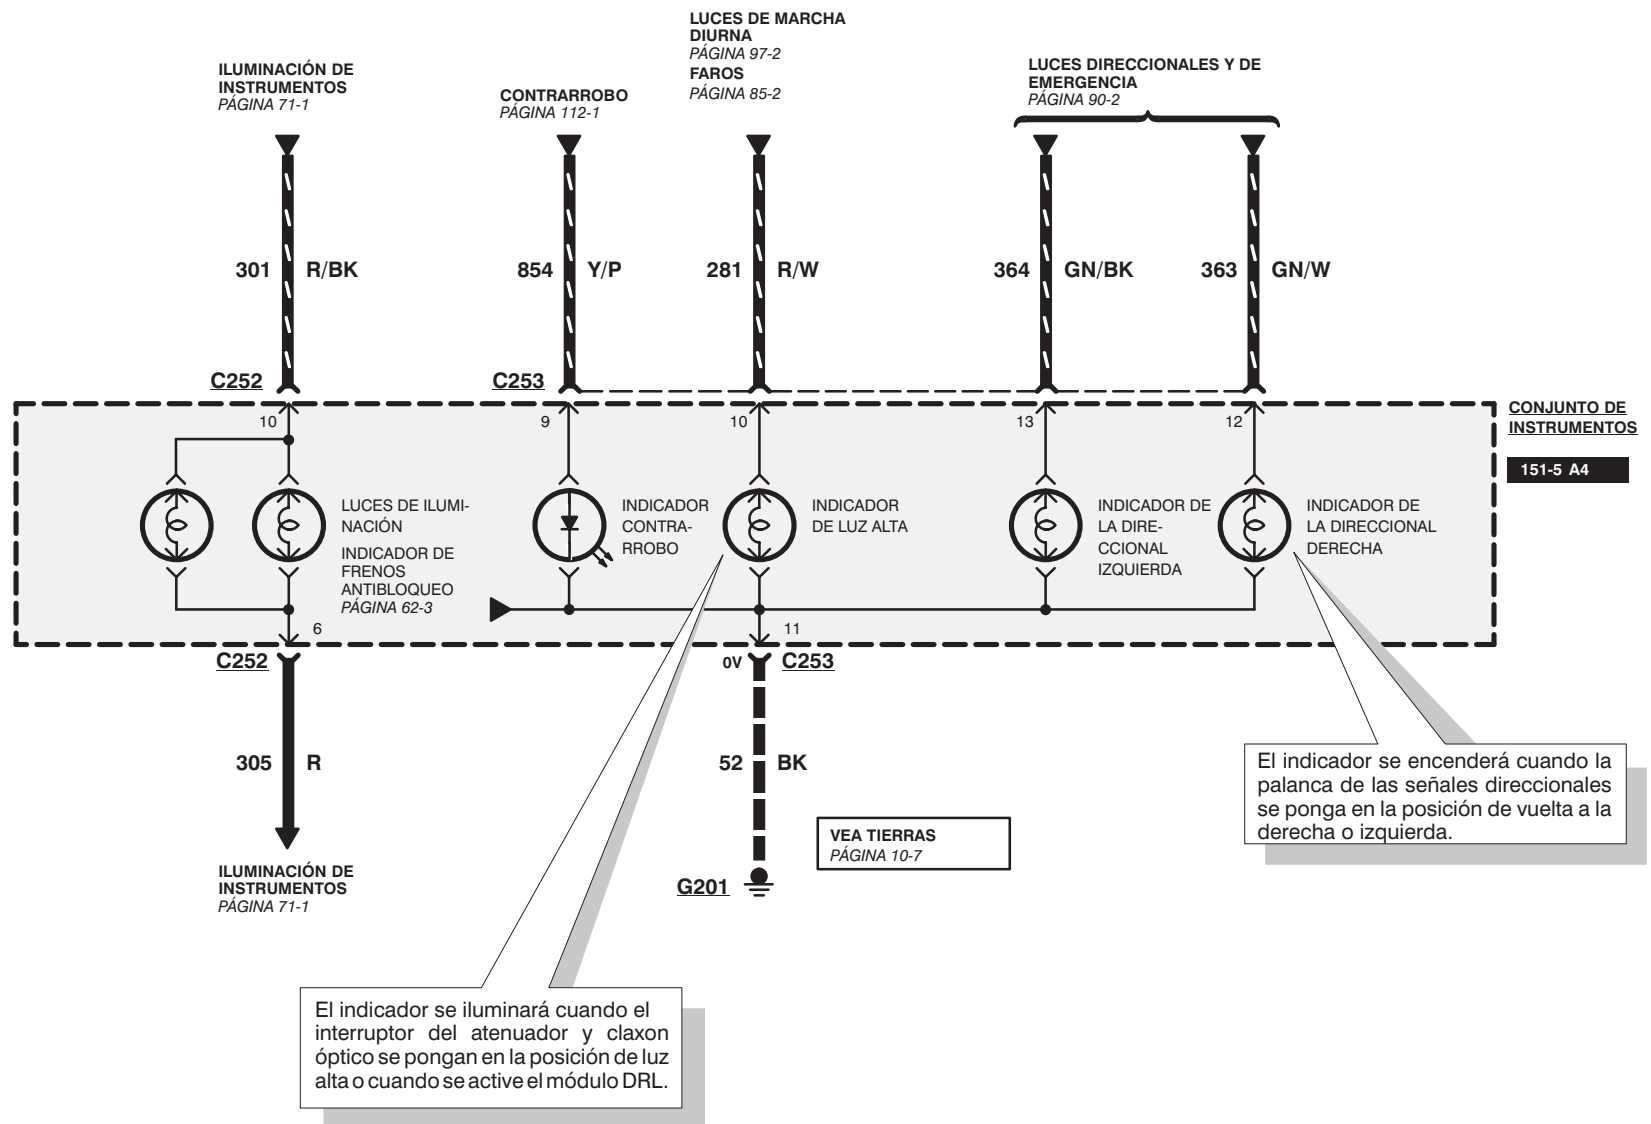 LUCES DE MARCHA
DIURNA
PÁGINA 97-2
FAROS
PÁGINA 85-2
ILUMINACIÓN DE
INSTRUMENTOS
PÁGINA 71-1
CONTRARROBO
PÁGINA 112-1
LUCES DIRECCIONALES Y DE
EMERGENCIA
PÁGINA 90-2
301 R/BK
854 Y/P
281 R/W
364 GN/BK
363 GN/W
C252
C253
10
9
10
13
12
CONJUNTO DE
INSTRUMENTOS
151-5 A4
LUCES DE ILUMI-
NACIÓN
INDICADOR DE
FRENOS
ANTIBLOQUEO
PÁGINA 62-3
INDICADOR
CONTRA-
RROBO
INDICADOR
DE LUZ ALTA
INDICADOR DE
LA DIRE-
CCIONAL
IZQUIERDA
INDICADOR DE
LA DIRECCIONAL
DERECHA
6
11
C252
0V
C253
305 R
52 BK
ILUMINACIÓN DE
INSTRUMENTOS
PÁGINA 71-1
G201
VEA TIERRAS
PÁGINA 10-7
El indicador se encenderá cuando la
palanca de las señales direccionales
se ponga en la posición de vuelta a la
derecha o izquierda.
El indicador se iluminará cuando el
interruptor del atenuador y claxon
óptico se pongan en la posición de luz
alta o cuando se active el módulo DRL.